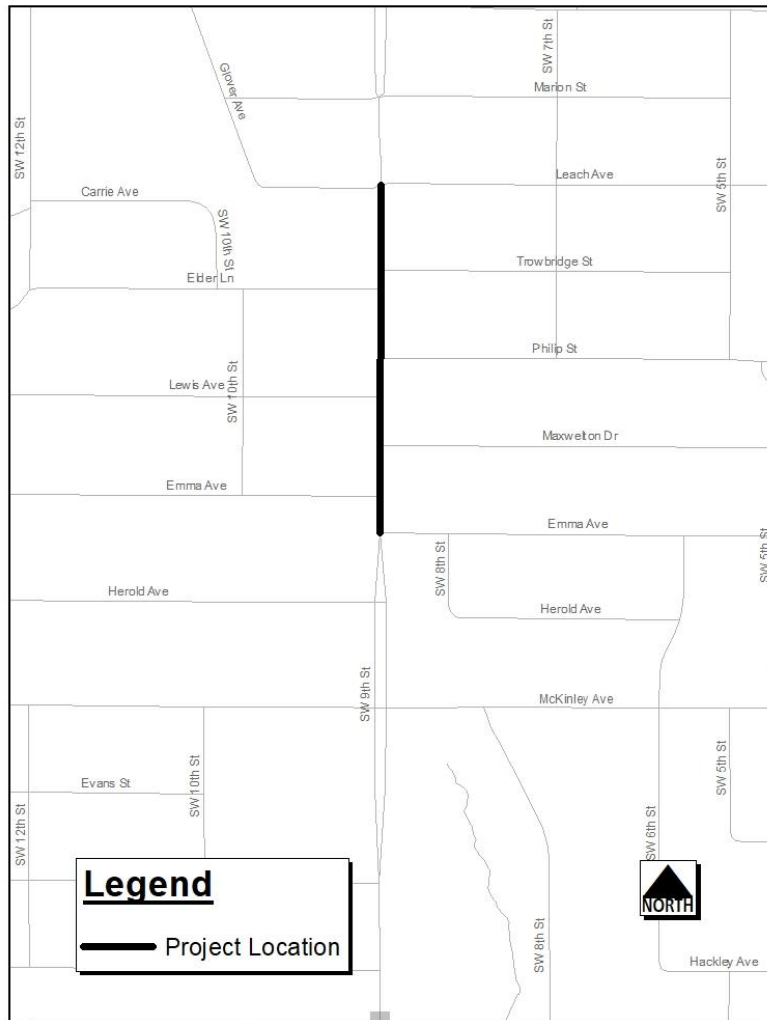 SW 7th St
Glover Ave
Marion St
SW 12th St
Leach Ave
SW 5th St
Carrie Ave
SW 10th St
Trowbridge St
Elder Ln
Philip St
Lewis Ave
SW 10th St
Maxwelton Dr
Emma Ave
Emma Ave
SW 8th St
SW 5th St
Herold Ave
Herold Ave
SW 9th St
McKinley Ave
SW 5th St
SW 10th St
Evans St
SW 12th St
SW 6th St
Legend
Project Location
NORTH
SW 8th St
Hackley Ave